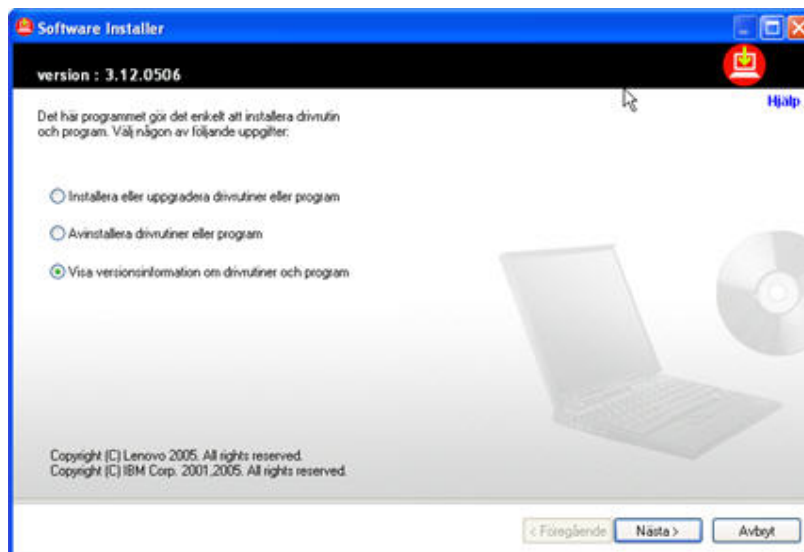 Software Installer
version : 3.12.0506
Hjälp
Det här programmet gör det enkelt att installera drivrutin
och program. Välj någon av följande uppgifter:
Installera eller uppgradera drivrutiner eller program
Avinstallera drivrutiner eller program
Visa versionsinformation om drivrutiner och program
Copyright (C) Lenovo 2005. All rights reserved.
Copyright (C) IBM Corp. 2001,2005. All rights reserved.
< Föregående Nästa > Avbryt